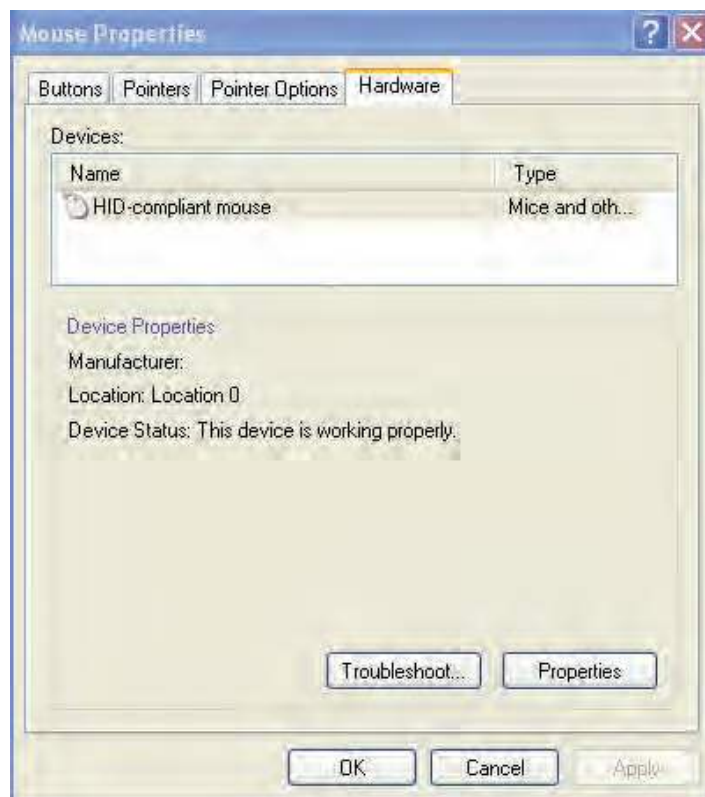 Mouse Properties
Buttons Pointers Pointer Options Hardware
Devices:
Name Type
HID-compliant mouse Mice and oth...
Device Properties
Manufacturer:
Location: Location 0
Device Status: This device is working properly.
Troubleshoot... Properties
OK Cancel Apply